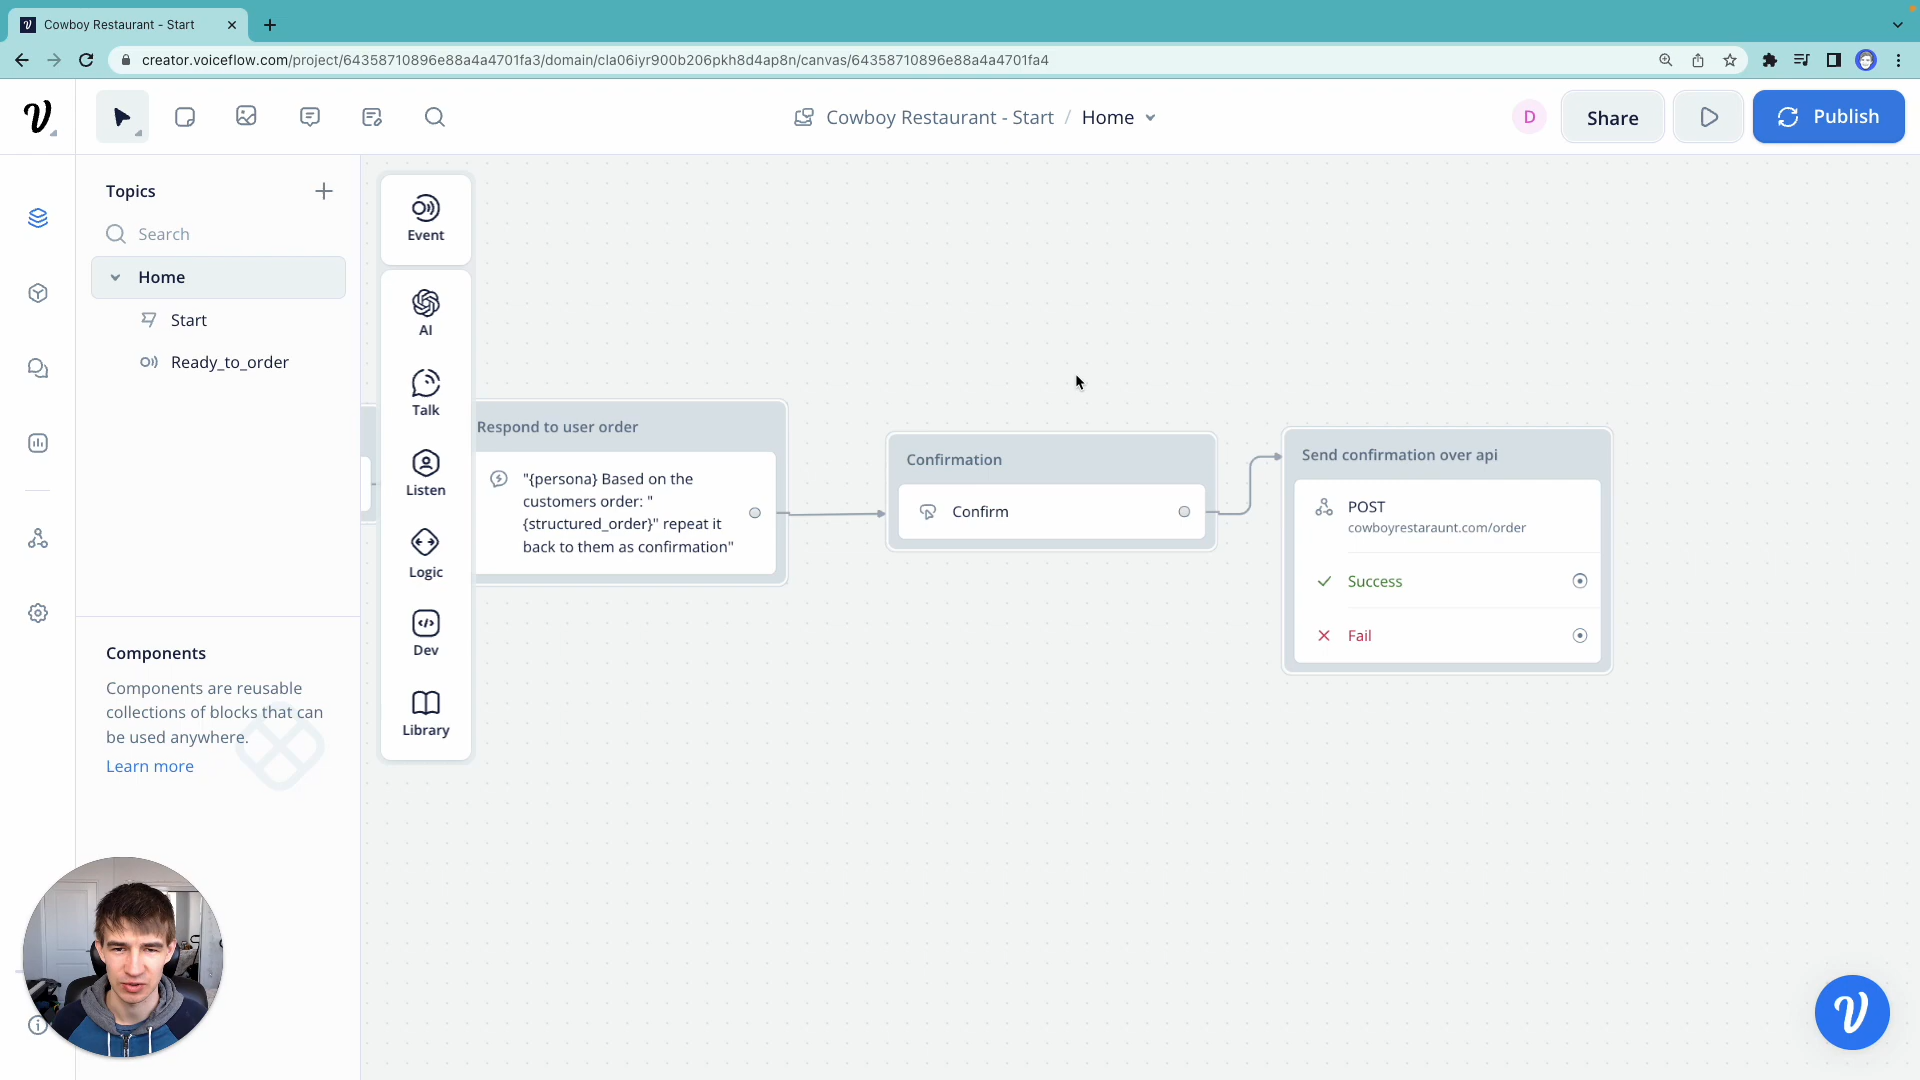 Cowboy Restaurant - Start
creator.voiceflow.com/project/64358710896e88a4a4701fa3/domain/cla06iyr900b206pkh8d4ap8n/canvas/64358710896e88a4a4701fa4
Cowboy Restaurant - Start / Home
D
Share
Publish
Topics
Search
Home
Start
Ready_to_order
Components
Components are reusable
collections of blocks that can
be used anywhere.
Learn more
Event
AI
Talk
Listen
Logic
Dev
Library
Respond to user order
"{persona} Based on the
customers order: "
{structured_order}" repeat it
back to them as confirmation"
Confirmation
Confirm
Send confirmation over api
POST
cowboyrestaraunt.com/order
Success
Fail